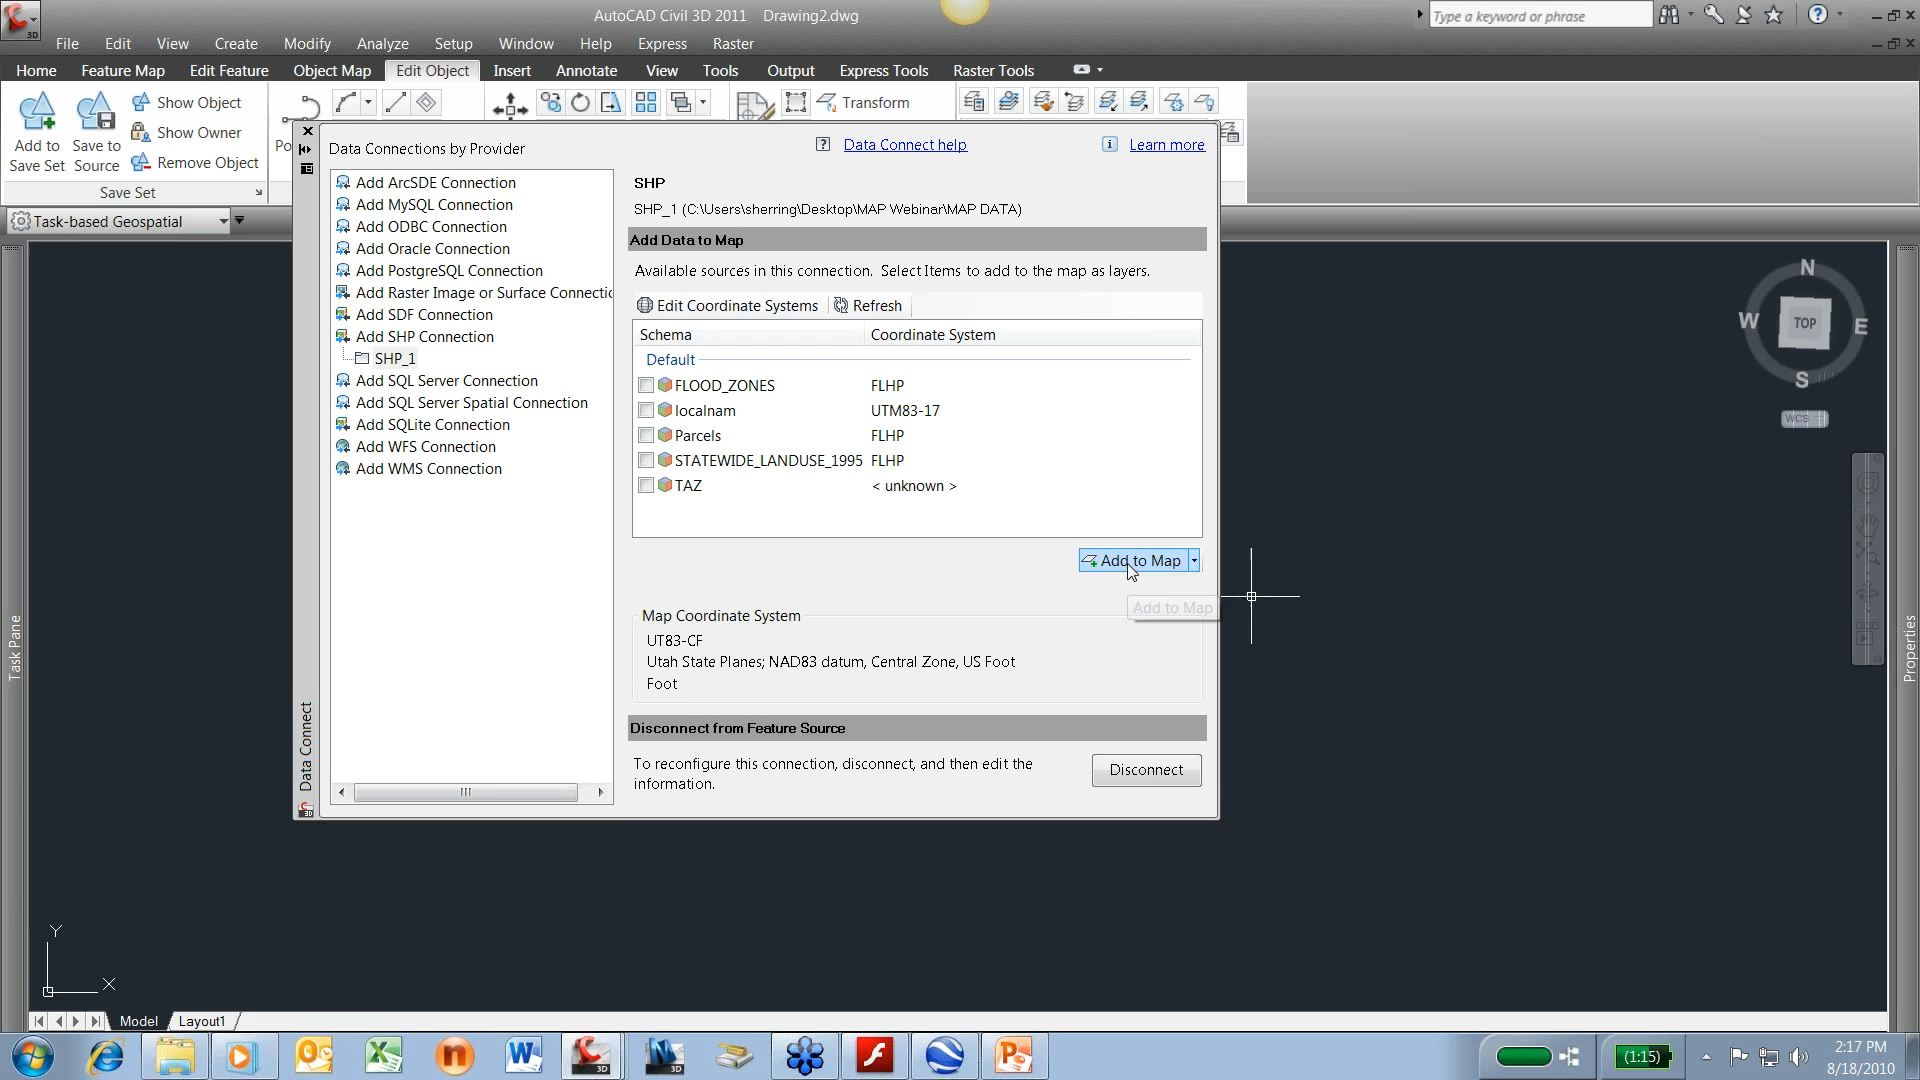 AutoCAD Civil 3D 2011 Drawing2.dwg
Type a keyword or phrase
3D
File Edit View Create Modify Analyze Setup Window Help Express Raster
Home Feature Map Edit Feature Object Map Edit Object Insert Annotate View Tools Output Express Tools Raster Tools
Add to Save Set
Save to Source
Show Object
Show Owner
Remove Object
Po
Transform
Save Set
Task-based Geospatial
Data Connections by Provider
Data Connect help
Learn more
Add ArcSDE Connection
Add MySQL Connection
Add ODBC Connection
Add Oracle Connection
Add PostgreSQL Connection
Add Raster Image or Surface Connectic
Add SDF Connection
Add SHP Connection
SHP_1
Add SQL Server Connection
Add SQL Server Spatial Connection
Add SQLite Connection
Add WFS Connection
Add WMS Connection
SHP
SHP_1 (C:\Users\sherring\Desktop\MAP Webinar\MAP DATA)
Add Data to Map
Available sources in this connection. Select Items to add to the map as layers.
Edit Coordinate Systems Refresh
Schema Coordinate System
Default
FLOOD_ZONES FLHP
localnam UTM83-17
Parcels FLHP
STATEWIDE_LANDUSE_1995 FLHP
TAZ < unknown >
Add to Map
Add to Map
Map Coordinate System
UT83-CF
Utah State Planes; NAD83 datum, Central Zone, US Foot
Foot
Disconnect from Feature Source
To reconfigure this connection, disconnect, and then edit the
information.
Disconnect
Data Connect
Task Pane
Properties
N
W TOP E
S
WCS
Y
X
Model Layout1
(1:15)
2:17 PM
8/18/2010